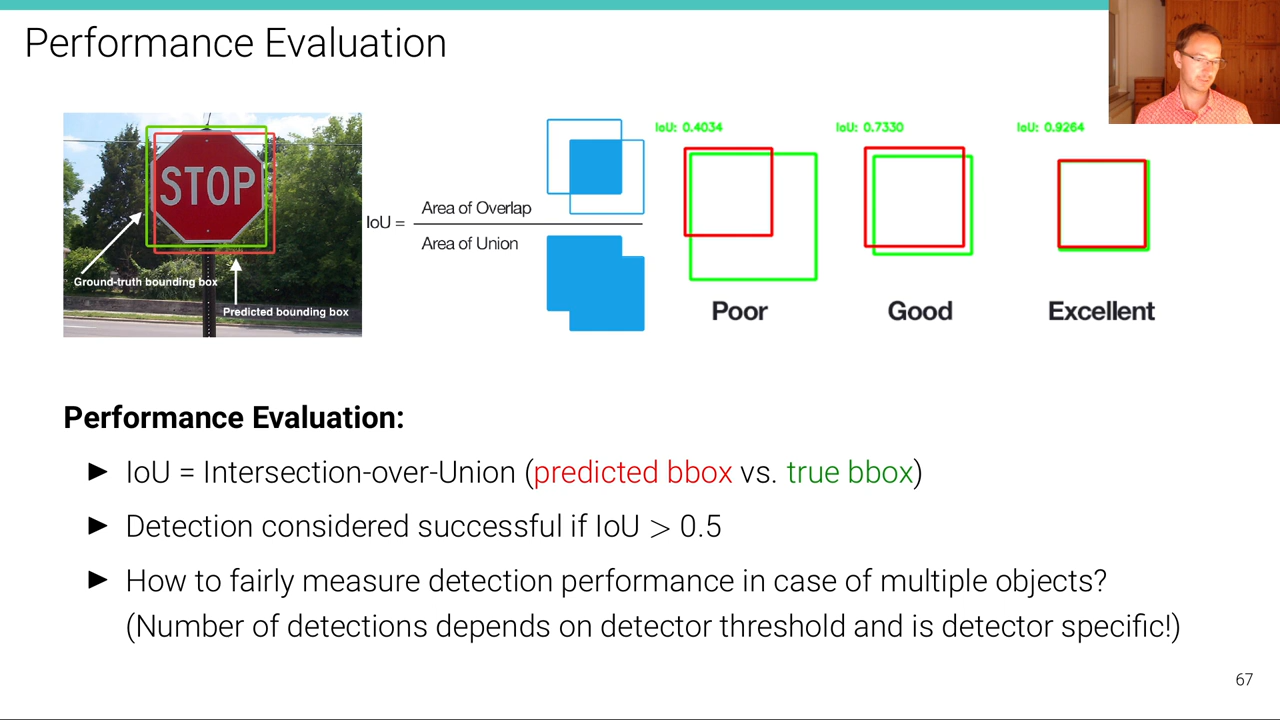 Performance Evaluation
STOP
Ground-truth bounding box
Predicted bounding box
IoU =
Area of Overlap
Area of Union
IoU: 0.4034
Poor
IoU: 0.7330
Good
IoU: 0.9264
Excellent
Performance Evaluation:
► IoU = Intersection-over-Union (predicted bbox vs. true bbox)
► Detection considered successful if IoU > 0.5
► How to fairly measure detection performance in case of multiple objects?
(Number of detections depends on detector threshold and is detector specific!)
67